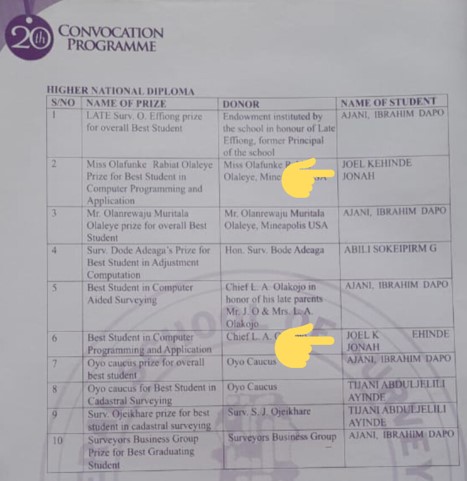 20th CONVOCATION
PROGRAMME
HIGHER NATIONAL DIPLOMA
S/NO NAME OF PRIZE DONOR NAME OF STUDENT
1 LATE Surv. O. Effiong prize Endowment instituted by AJANI, IBRAHIM DAPO
for overall Best Student the school in honour of Late
Effiong, former Principal
of the school
2 Miss Olafunke Rahiat Olaleye Miss Olafunke JOEL KEHINDE
Prize for Best Student in Olaleye, JONAH
Computer Programming and
Application
3 Mr. Olanrewaju Muritala Mr. Olanrewaju Muritala AJANI, IBRAHIM DAPO
Olaleye prize for overall Best Olaleye, Mineapolis USA
Student
4 Surv. Dode Adeaga's Prize for Hon. Surv. Bode Adeaga ABILI SOKEIPIRM G
Best Student in Adjustment
Computation
5 Best Student in Computer Chief L. A. Olakojo in AJANI, IBRAHIM DAPO
Aided Surveying honor of his late parents
Mr. J. O & Mrs. L. A.
Olakojo
6 Best Student in Computer Chief L. A. JOEL K EHINDE
Programming and Application JONAH
7 Oyo caucus prize for overall Oyo Caucus AJANI, IBRAHIM DAPO
best student
8 Oyo caucus for Best Student in Oyo Caucus TIJANI ABDULJELILI
Cadastral Surveying AYINDE
9 Surv. Ojeikhare prize for best Surv. S. J. Ojeikhare TIJANI ABDULJELILI
student in cadastral surveying AYINDE
10 Surveyors Business Group Surveyors Business Group AJANI, IBRAHIM DAPO
Prize for Best Graduating
Student